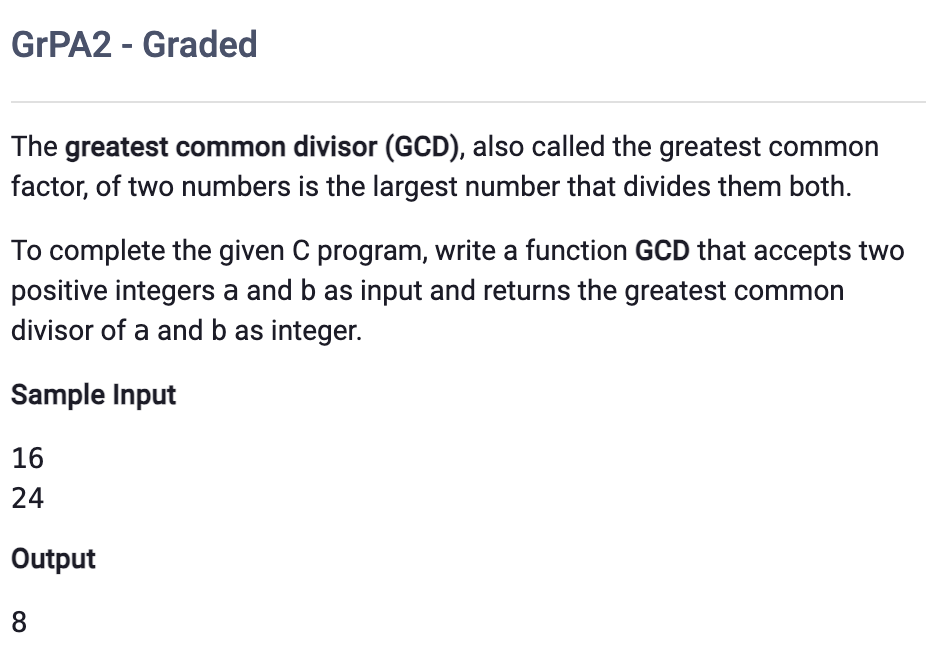 GrPA2 - Graded
The greatest common divisor (GCD), also called the greatest common
factor, of two numbers is the largest number that divides them both.
To complete the given C program, write a function GCD that accepts two
positive integers a and b as input and returns the greatest common
divisor of a and b as integer.
Sample Input
16
24
Output
8